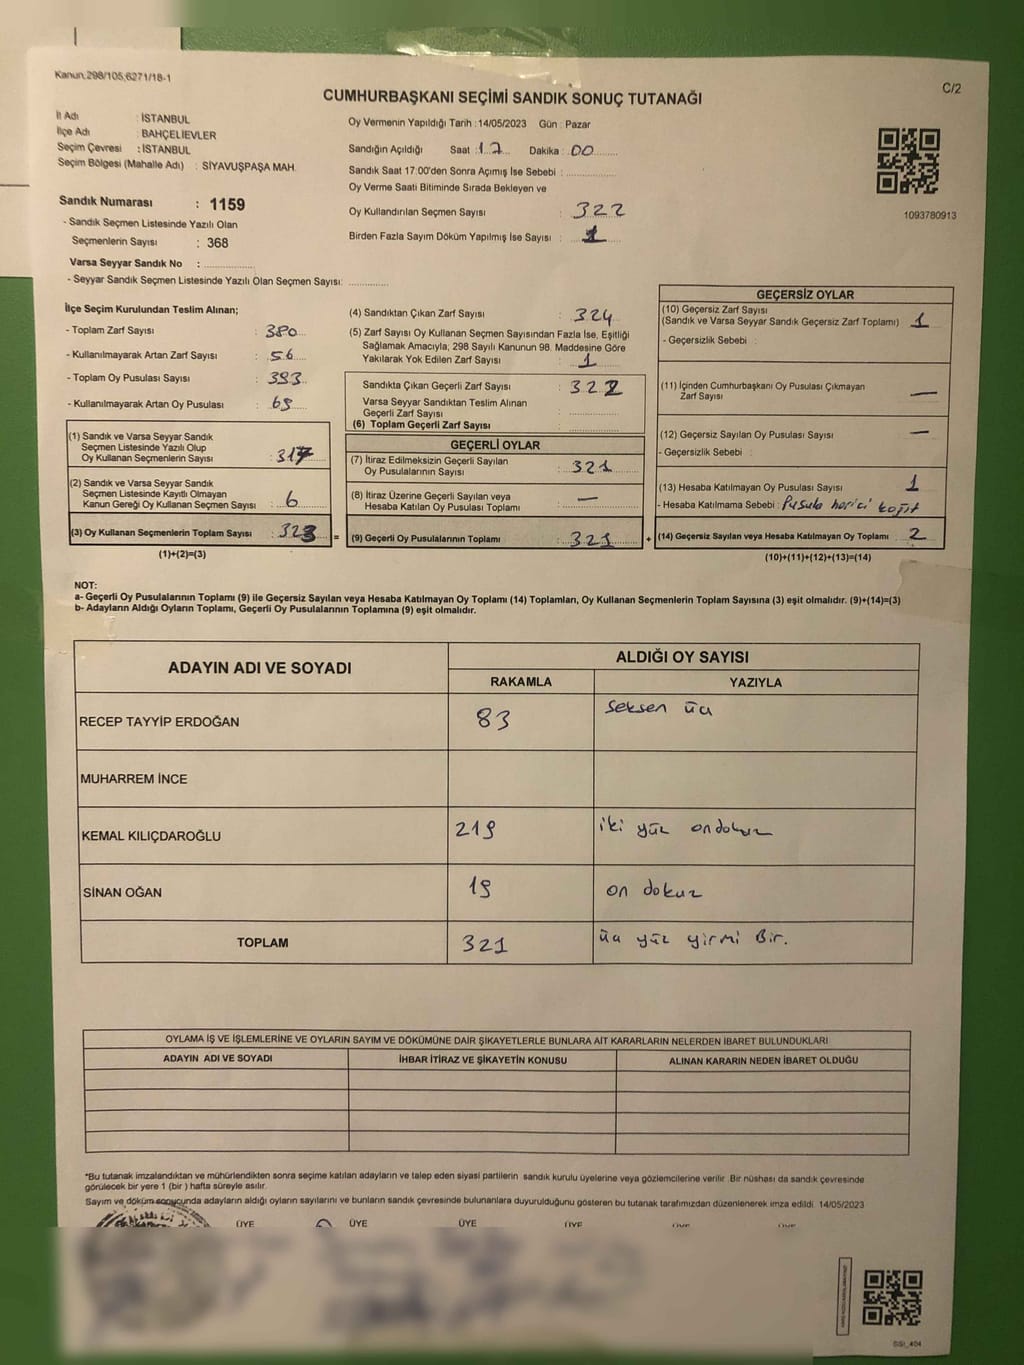 Kanun;298/105;6271/18-1
C/2
CUMHURBAŞKANI SEÇİMİ SANDIK SONUÇ TUTANAĞI
İl Adı : İSTANBUL
İlçe Adı : BAHÇELİEVLER
Seçim Çevresi : İSTANBUL
Seçim Bölgesi (Mahalle Adı) : SİYAVUŞPAŞA MAH.
Sandık Numarası : 1159
- Sandık Seçmen Listesinde Yazılı Olan
Seçmenlerin Sayısı : 368
Varsa Seyyar Sandık No :
- Seyyar Sandık Seçmen Listesinde Yazılı Olan Seçmen Sayısı:
Oy Vermenin Yapıldığı Tarih :14/05/2023 Gün : Pazar
Sandığın Açıldığı Saat : 17 Dakika : 00
Sandık Saat 17:00'den Sonra Açımış İse Sebebi :
Oy Verme Saati Bitiminde Sırada Bekleyen ve
Oy Kullandırılan Seçmen Sayısı : 322
Birden Fazla Sayım Döküm Yapılmış İse Sayısı : 1
1093780913
İlçe Seçim Kurulundan Teslim Alınan;
- Toplam Zarf Sayısı : 380
- Kullanılmayarak Artan Zarf Sayısı : 56
- Toplam Oy Pusulası Sayısı : 393
- Kullanılmayarak Artan Oy Pusulası : 69
(1) Sandık ve Varsa Seyyar Sandık
Seçmen Listesinde Yazılı Olup
Oy Kullanan Seçmenlerin Sayısı : 317
(2) Sandık ve Varsa Seyyar Sandık
Seçmen Listesinde Kayıtlı Olmayan
Kanun Gereği Oy Kullanan Seçmen Sayısı : 6
(3) Oy Kullanan Seçmenlerin Toplam Sayısı : 323
(1)+(2)=(3)
=
(4) Sandıktan Çıkan Zarf Sayısı : 324
(5) Zarf Sayısı Oy Kullanan Seçmen Sayısından Fazla İse, Eşitliği
Sağlamak Amacıyla; 298 Sayılı Kanunun 98. Maddesine Göre
Yakılarak Yok Edilen Zarf Sayısı : 1
Sandıkta Çıkan Geçerli Zarf Sayısı : 322
Varsa Seyyar Sandıktan Teslim Alınan
Geçerli Zarf Sayısı :
(6) Toplam Geçerli Zarf Sayısı :
GEÇERLİ OYLAR
(7) İtiraz Edilmeksizin Geçerli Sayılan
Oy Pusulalarının Sayısı : 321
(8) İtiraz Üzerine Geçerli Sayılan veya
Hesaba Katılan Oy Pusulası Toplamı : —
(9) Geçerli Oy Pusulalarının Toplamı : 321
+
GEÇERSİZ OYLAR
(10) Geçersiz Zarf Sayısı
(Sandık ve Varsa Seyyar Sandık Geçersiz Zarf Toplamı) : 1
- Geçersizlik Sebebi :
(11) İçinden Cumhurbaşkanı Oy Pusulası Çıkmayan
Zarf Sayısı : —
(12) Geçersiz Sayılan Oy Pusulası Sayısı : —
- Geçersizlik Sebebi :
(13) Hesaba Katılmayan Oy Pusulası Sayısı : 1
- Hesaba Katılmama Sebebi : Pusula harici kağıt
(14) Geçersiz Sayılan veya Hesaba Katılmayan Oy Toplamı : 2
(10)+(11)+(12)+(13)=(14)
NOT:
a- Geçerli Oy Pusulalarının Toplamı (9) ile Geçersiz Sayılan veya Hesaba Katılmayan Oy Toplamı (14) Toplamları, Oy Kullanan Seçmenlerin Toplam Sayısına (3) eşit olmalıdır. (9)+(14)=(3)
b- Adayların Aldığı Oyların Toplamı, Geçerli Oy Pusulalarının Toplamına (9) eşit olmalıdır.
ADAYIN ADI VE SOYADI
ALDIĞI OY SAYISI
RAKAMLA YAZIYLA
RECEP TAYYİP ERDOĞAN 83 Seksen üç
MUHARREM İNCE
KEMAL KILIÇDAROĞLU 219 iki yüz ondokuz
SİNAN OĞAN 19 on dokuz
TOPLAM 321 üç yüz yirmi Bir.
OYLAMA İŞ VE İŞLEMLERİNE VE OYLARIN SAYIM VE DÖKÜMÜNE DAİR ŞİKAYETLERLE BUNLARA AİT KARARLARIN NELERDEN İBARET BULUNDUKLARI
ADAYIN ADI VE SOYADI İHBAR İTİRAZ VE ŞİKAYETİN KONUSU ALINAN KARARIN NEDEN İBARET OLDUĞU
*Bu tutanak imzalandıktan ve mühürlendikten sonra seçime katılan adayların ve talep eden siyasi partilerin sandık kurulu üyelerine veya gözlemcilerine verilir. Bir nüshası da sandık çevresinde
görülecek bir yere 1 (bir) hafta süreyle asılır.
Sayım ve döküm sonucunda adayların aldığı oyların sayılarını ve bunların sandık çevresinde bulunanlara duyurulduğunu gösteren bu tutanak tarafımızdan düzenlenerek imza edildi. 14/05/2023
ÜYE ÜYE ÜYE ÜYE ÜYE ÜYE